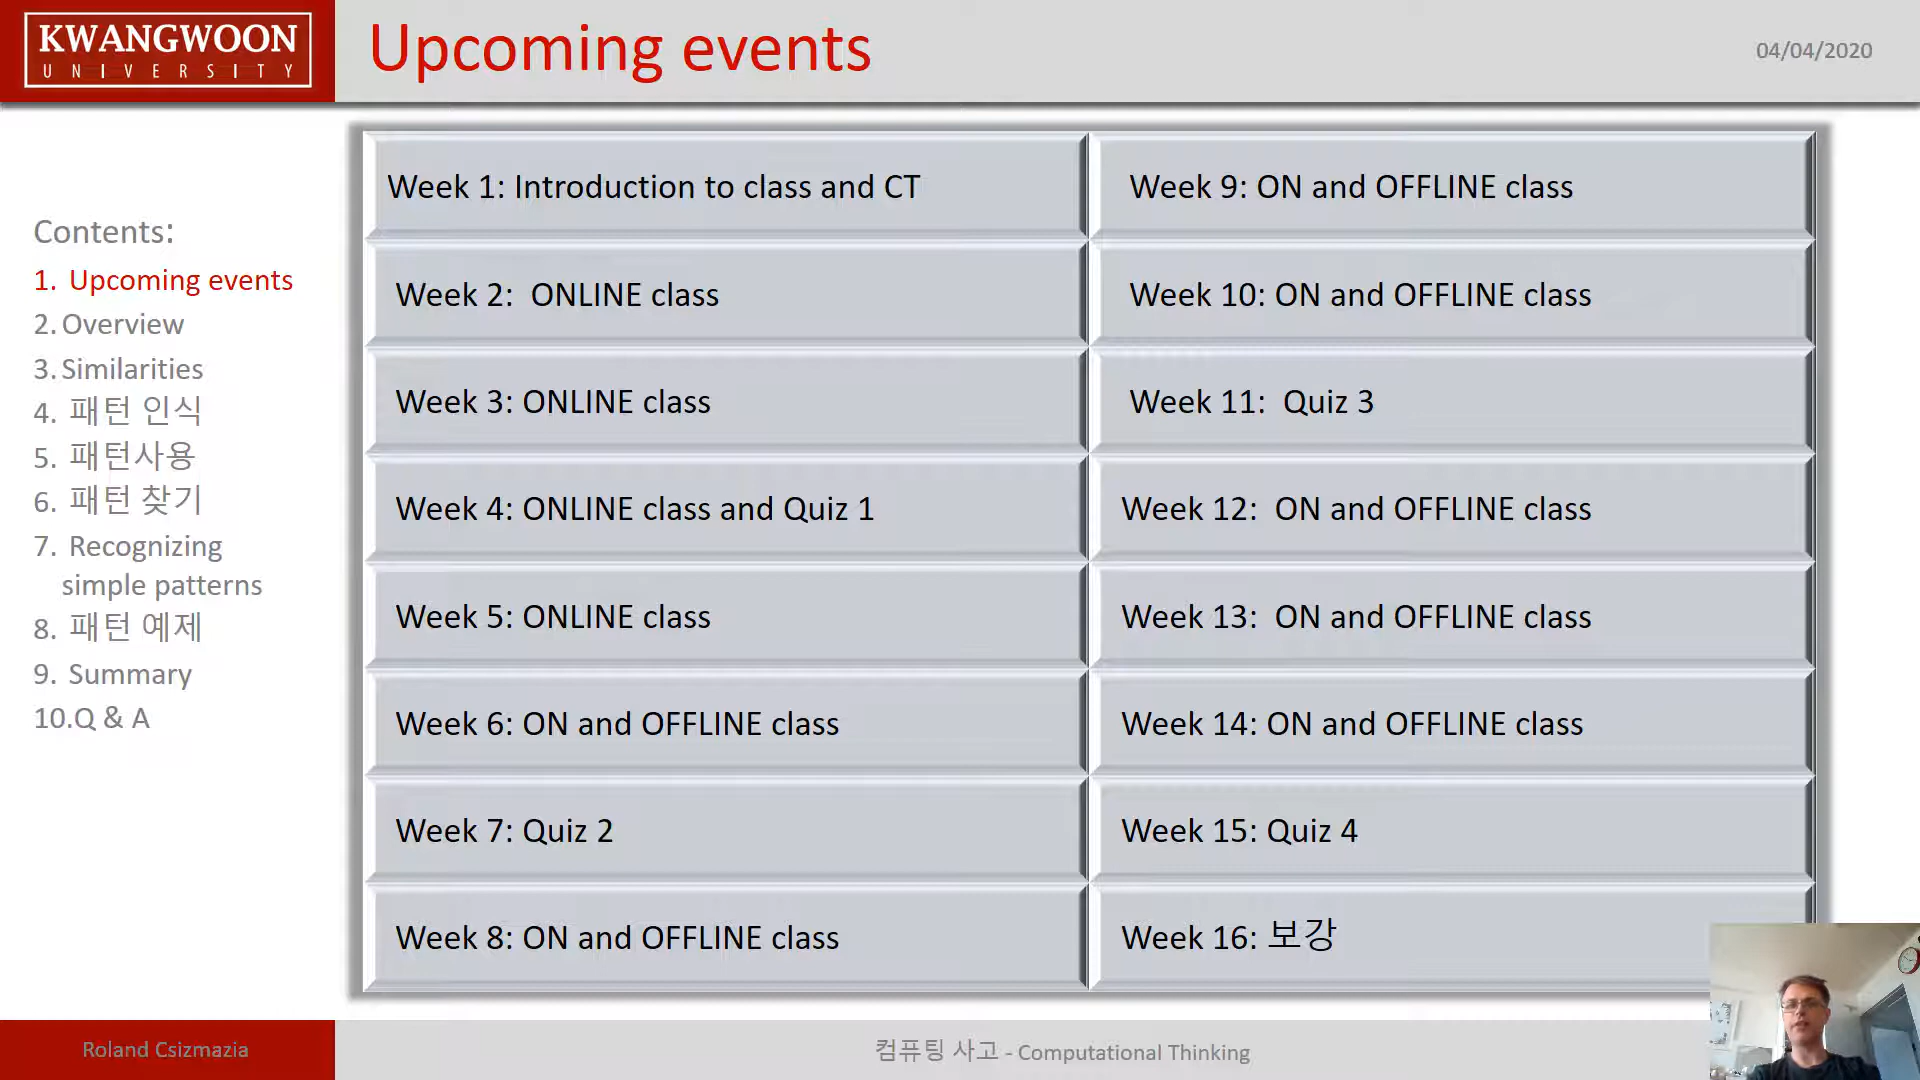 KWANGWOON
UNIVERSITY
Upcoming events
04/04/2020
Contents:
1. Upcoming events
2. Overview
3. Similarities
4. 패턴 인식
5. 패턴사용
6. 패턴 찾기
7. Recognizing
simple patterns
8. 패턴 예제
9. Summary
10.Q & A
Week 1: Introduction to class and CT
Week 2: ONLINE class
Week 3: ONLINE class
Week 4: ONLINE class and Quiz 1
Week 5: ONLINE class
Week 6: ON and OFFLINE class
Week 7: Quiz 2
Week 8: ON and OFFLINE class
Week 9: ON and OFFLINE class
Week 10: ON and OFFLINE class
Week 11: Quiz 3
Week 12: ON and OFFLINE class
Week 13: ON and OFFLINE class
Week 14: ON and OFFLINE class
Week 15: Quiz 4
Week 16: 보강
Roland Csizmazia
컴퓨팅 사고 - Computational Thinking